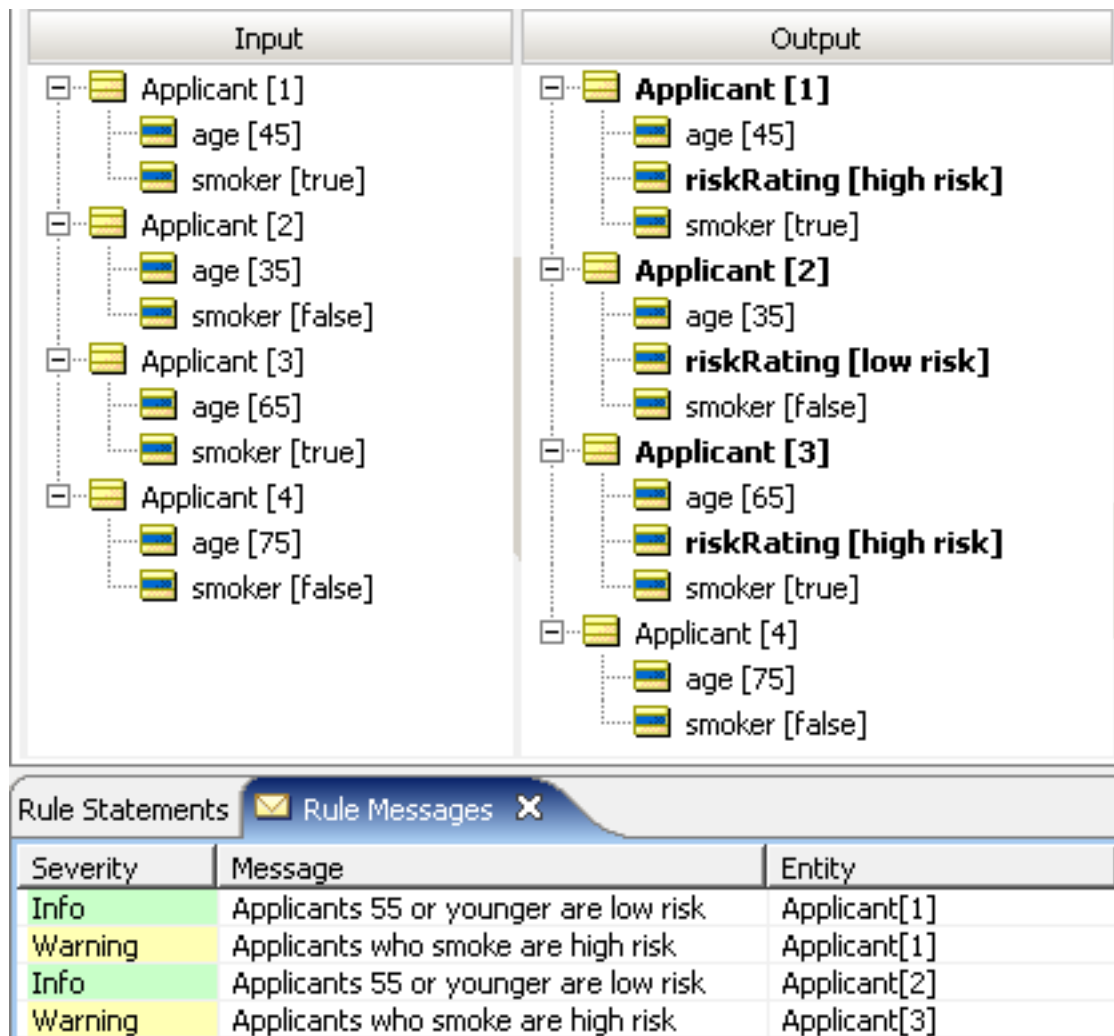 Input
Applicant [1]
age [45]
smoker [true]
Applicant [2]
age [35]
smoker [false]
Applicant [3]
age [65]
smoker [true]
Applicant [4]
age [75]
smoker [false]
Output
Applicant [1]
age [45]
riskRating [high risk]
smoker [true]
Applicant [2]
age [35]
riskRating [low risk]
smoker [false]
Applicant [3]
age [65]
riskRating [high risk]
smoker [true]
Applicant [4]
age [75]
smoker [false]
Rule Statements Rule Messages
Severity Message Entity
Info Applicants 55 or younger are low risk Applicant[1]
Warning Applicants who smoke are high risk Applicant[1]
Info Applicants 55 or younger are low risk Applicant[2]
Warning Applicants who smoke are high risk Applicant[3]